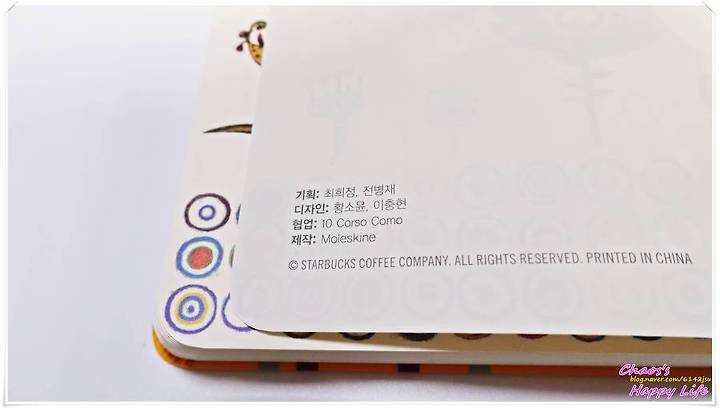 기획: 최희정, 전병재
디자인: 황소윤, 이충현
협업: 10 Corso Como
제작: Moleskine
© STARBUCKS COFFEE COMPANY. ALL RIGHTS RESERVED. PRINTED IN CHINA
Chaos's
blog.naver.com/6142jsu
Happy Life